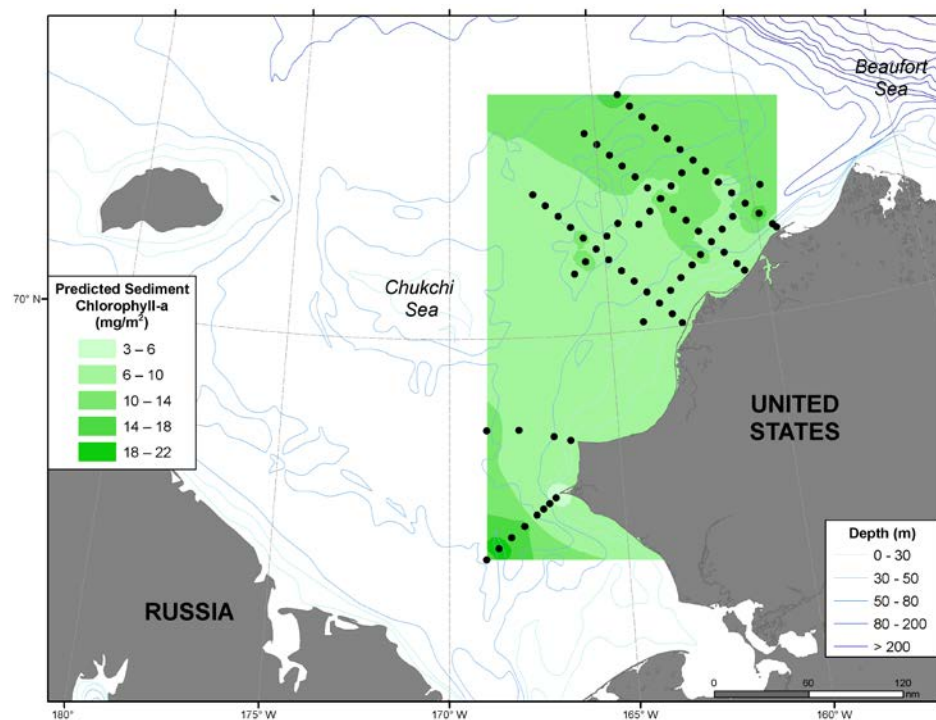 Beaufort
Sea
Predicted Sediment
Chlorophyll-a
(mg/m²)
3 – 6
6 – 10
10 – 14
14 – 18
18 – 22
70° N
Chukchi
Sea
UNITED
STATES
RUSSIA
Depth (m)
0 - 30
30 - 50
50 - 80
80 - 200
> 200
0 60 120
nm
180° 175° W 170° W 165° W 160° W